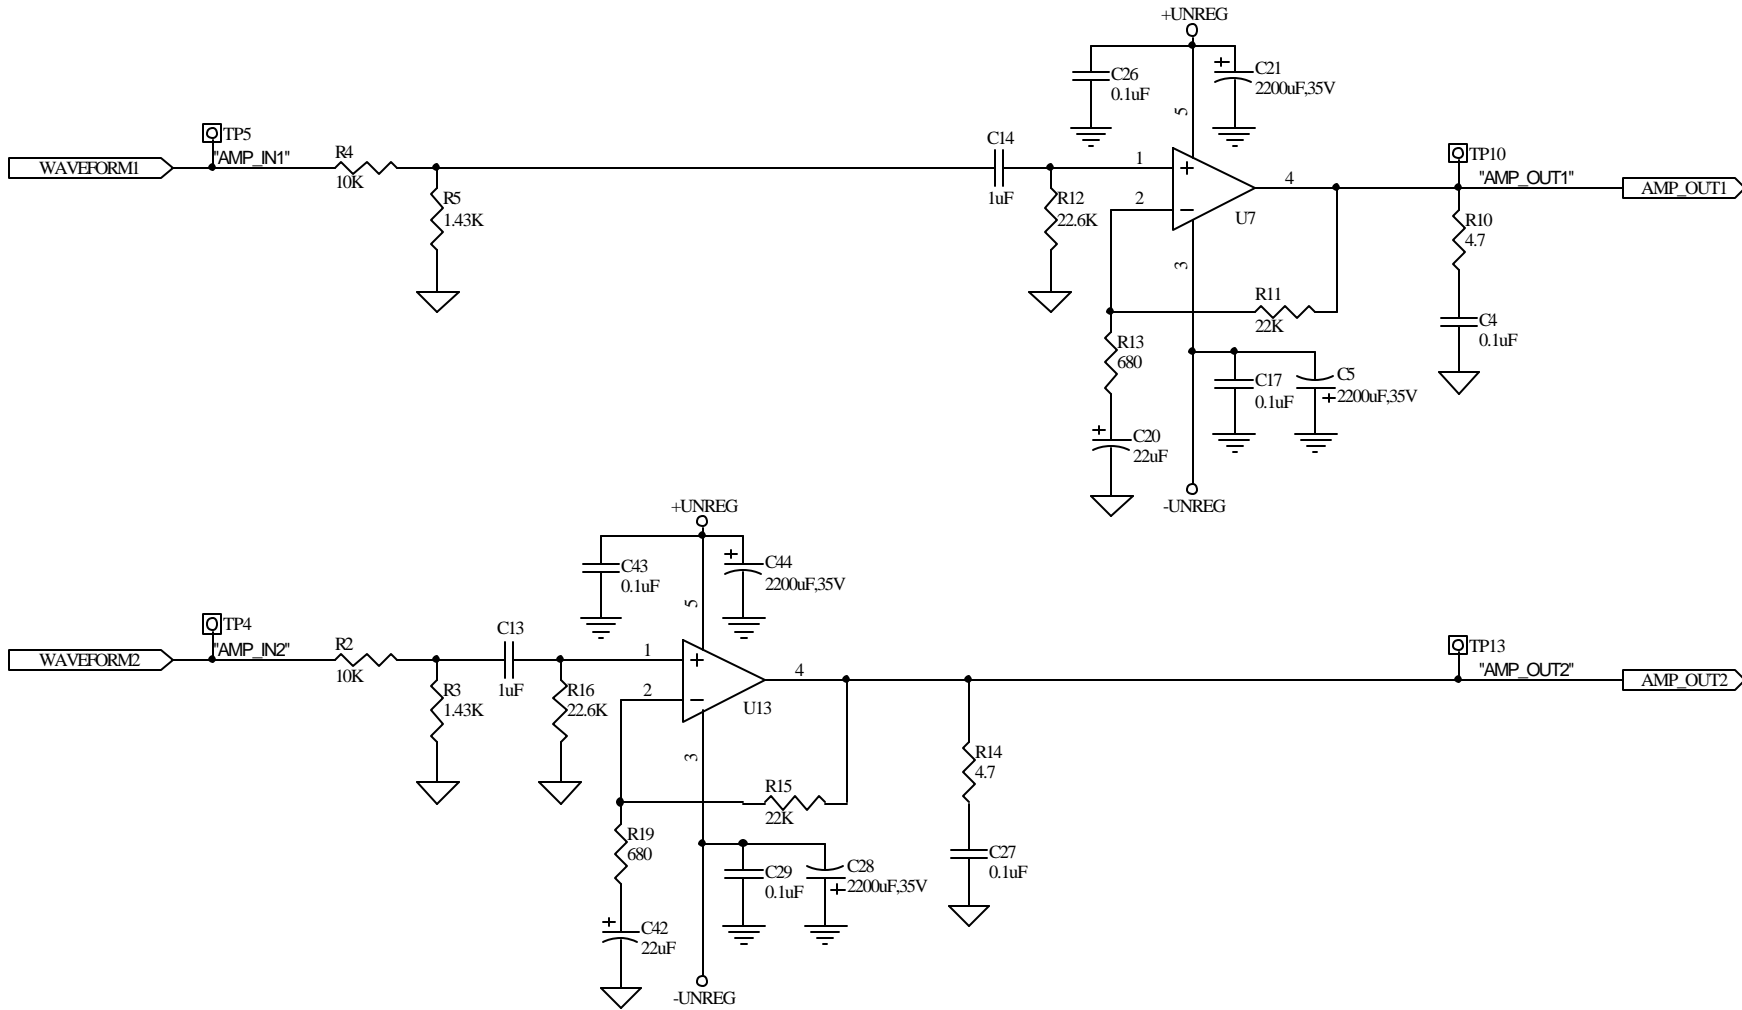 +UNREG
C26
0.1uF
C21
2200uF,35V
5
TP5
"AMP_IN1"
WAVEFORM1
R4
10K
R5
1.43K
C14
1uF
R12
22.6K
1
+
2
−
4
U7
3
TP10
"AMP_OUT1"
AMP_OUT1
R10
4.7
C4
0.1uF
R11
22K
R13
680
C17
0.1uF
C5
+2200uF,35V
+
C20
22uF
-UNREG
+UNREG
C43
0.1uF
+
C44
2200uF,35V
5
TP4
"AMP_IN2"
WAVEFORM2
R2
10K
R3
1.43K
C13
1uF
R16
22.6K
1
+
2
−
4
U13
3
TP13
"AMP_OUT2"
AMP_OUT2
R14
4.7
C27
0.1uF
R15
22K
R19
680
C29
0.1uF
C28
+2200uF,35V
+
C42
22uF
-UNREG